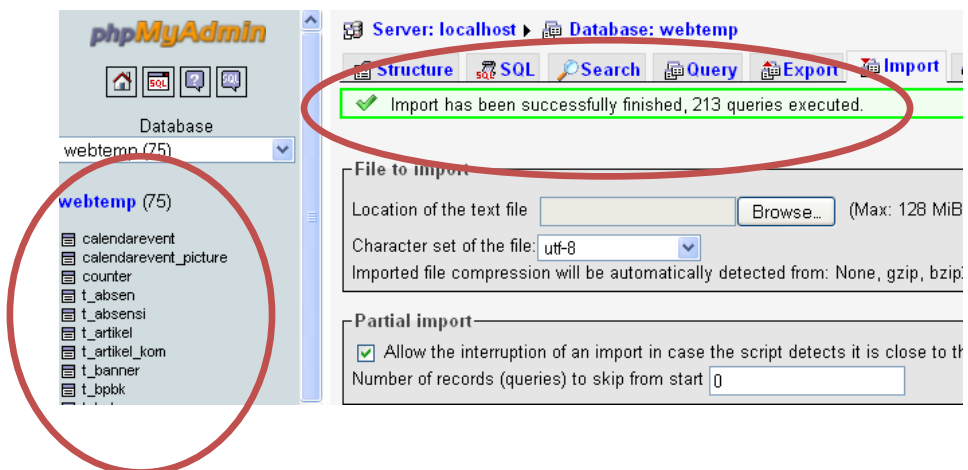 phpMyAdmin
SQL
SQL
Database
webtemp (75)
webtemp (75)
calendarevent
calendarevent_picture
counter
t_absen
t_absensi
t_artikel
t_artikel_kom
t_banner
t_bpbk
Server: localhost ▸ Database: webtemp
Structure SQL Search Query Export Import
Import has been successfully finished, 213 queries executed.
File to import
Location of the text file Browse... (Max: 128 MiB
Character set of the file: utf-8
Imported file compression will be automatically detected from: None, gzip, bzip
Partial import
Allow the interruption of an import in case the script detects it is close to th
Number of records (queries) to skip from start 0